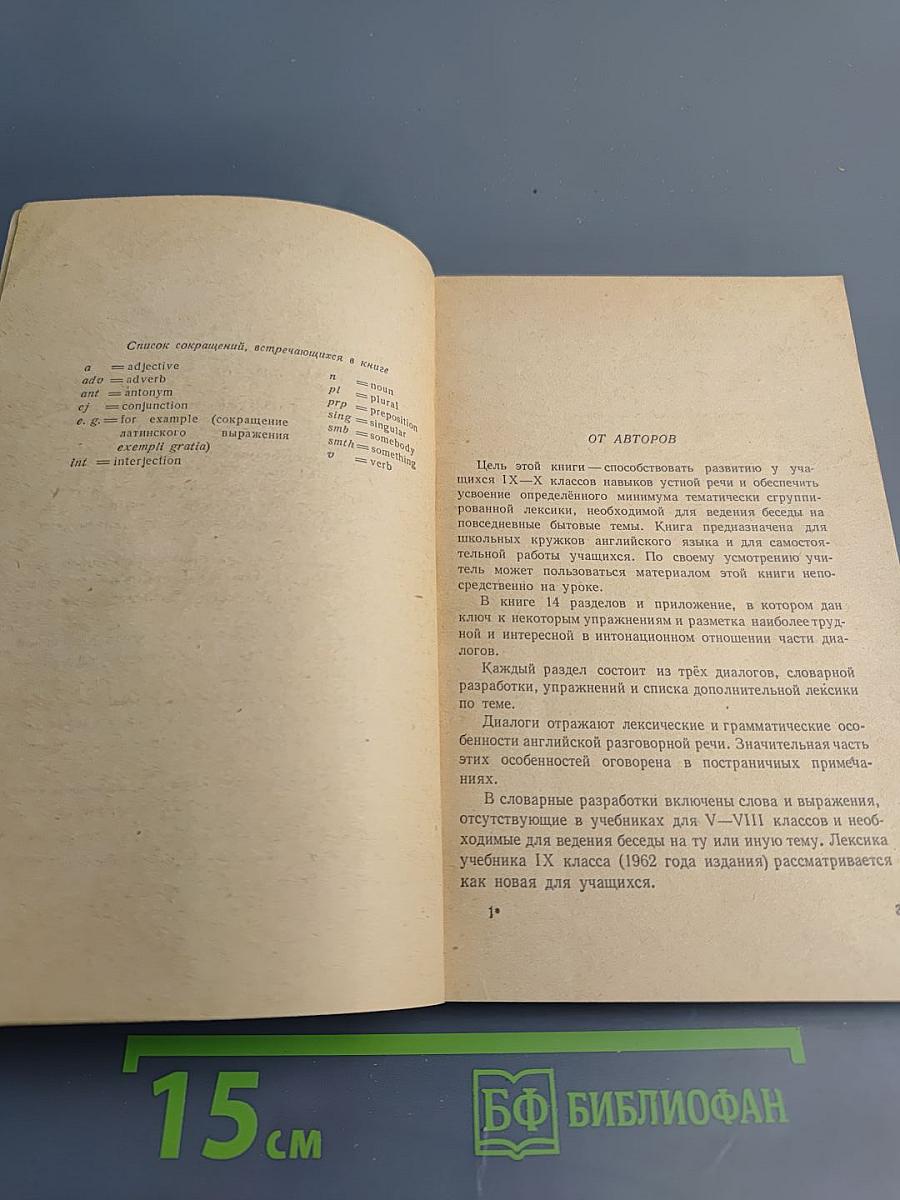 Список сокращений, встречающихся в книге
a = adjective
adv = adverb
ant = antonym
cj = conjunction
e. g. = for example (сокращение
латинского выражения
exempli gratia)
int = interjection
n = noun
pl = plural
prp = preposition
sing = singular
smb = somebody
smth = something
v = verb
ОТ АВТОРОВ
Цель этой книги — способствовать развитию у уча-
щихся IX—X классов навыков устной речи и обеспечить
усвоение определённого минимума тематически сгруппи-
рованной лексики, необходимой для ведения беседы на
повседневные бытовые темы. Книга предназначена для
школьных кружков английского языка и для самостоя-
тельной работы учащихся. По своему усмотрению учи-
тель может пользоваться материалом этой книги непо-
средственно на уроке.
В книге 14 разделов и приложение, в котором дан
ключ к некоторым упражнениям и разметка наиболее труд-
ной и интересной в интонационном отношении части диа-
логов.
Каждый раздел состоит из трёх диалогов, словарной
разработки, упражнений и списка дополнительной лексики
по теме.
Диалоги отражают лексические и грамматические осо-
бенности английской разговорной речи. Значительная часть
этих особенностей оговорена в постраничных примеча-
ниях.
В словарные разработки включены слова и выражения,
отсутствующие в учебниках для V—VIII классов и необ-
ходимые для ведения беседы на ту или иную тему. Лексика
учебника IX класса (1962 года издания) рассматривается
как новая для учащихся.
1*
15 см
БФ БИБЛИОФАН